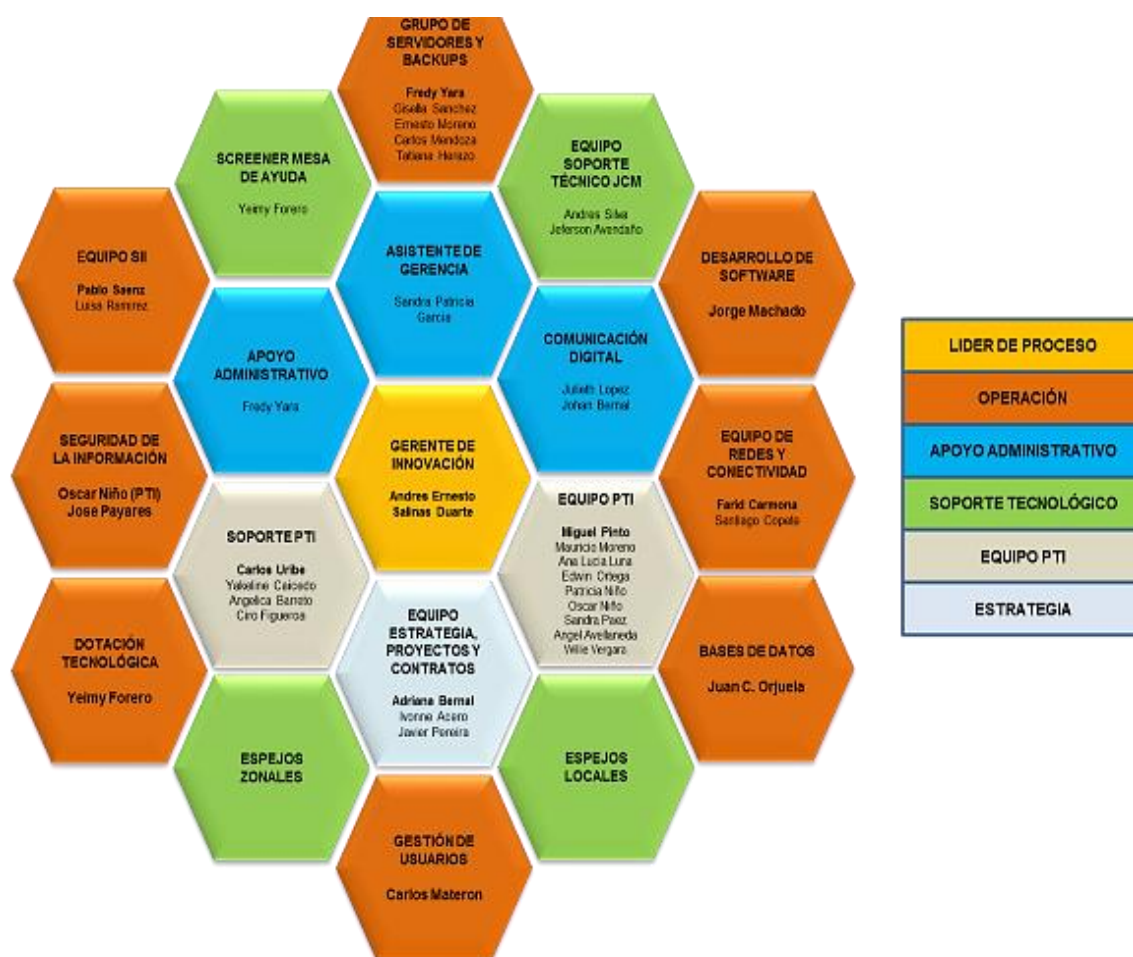 GRUPO DE
SERVIDORES Y
BACKUPS
Fredy Yara
Gisella Sanchez
Ernesto Moreno
Carlos Mendoza
Tatiana Herazo
SCREENER MESA
DE AYUDA
Yeimy Forero
EQUIPO
SOPORTE
TÉCNICO JCM
Andres Silva
Jeferson Avendaño
EQUIPO SII
Pablo Saenz
Luisa Ramirez
ASISTENTE DE
GERENCIA
Sandra Patricia
Garcia
DESARROLLO DE
SOFTWARE
Jorge Machado
APOYO
ADMINISTRATIVO
Fredy Yara
COMUNICACIÓN
DIGITAL
Julieth Lopez
Johan Bernal
SEGURIDAD DE
LA INFORMACIÓN
Oscar Niño (PTI)
Jose Payares
GERENTE DE
INNOVACIÓN
Andres Ernesto
Salinas Duarte
EQUIPO DE
REDES Y
CONECTIVIDAD
Farid Carmona
Santiago Copete
SOPORTE PTI
Carlos Uribe
Yakeline Caicedo
Angelica Barreto
Ciro Figueroa
EQUIPO PTI
Miguel Pinto
Mauricio Moreno
Ana Lucia Luna
Edwin Ortega
Patricia Niño
Oscar Niño
Sandra Paez
Angel Avellaneda
Willie Vergara
DOTACIÓN
TECNOLÓGICA
Yeimy Forero
EQUIPO
ESTRATEGIA,
PROYECTOS Y
CONTRATOS
Adriana Bernal
Ivonne Acero
Javier Pereira
BASES DE DATOS
Juan C. Orjuela
ESPEJOS
ZONALES
ESPEJOS
LOCALES
GESTIÓN DE
USUARIOS
Carlos Materon
LIDER DE PROCESO
OPERACIÓN
APOYO ADMINISTRATIVO
SOPORTE TECNOLÓGICO
EQUIPO PTI
ESTRATEGIA